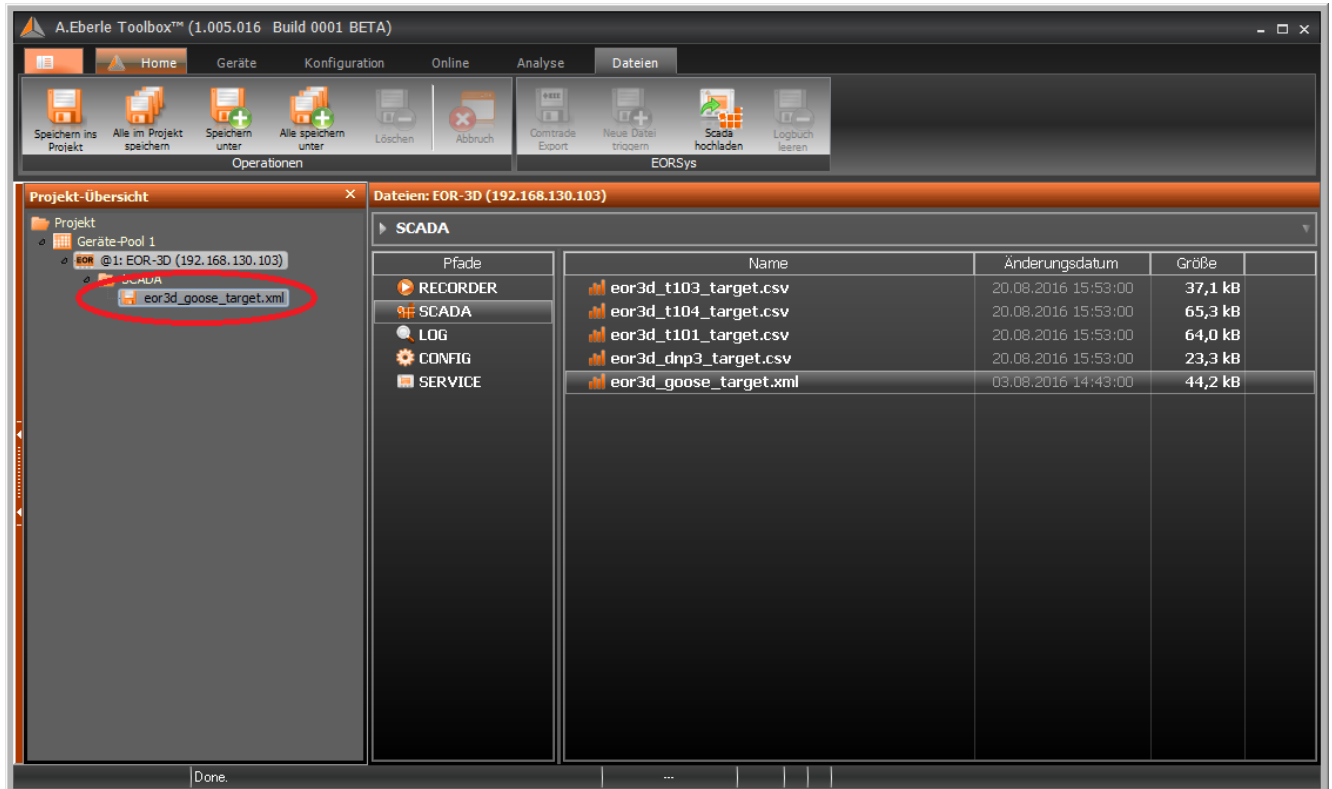 A.Eberle Toolbox™ (1.005.016 Build 0001 BETA)
Home Geräte Konfiguration Online Analyse Dateien
Speichern ins Projekt
Alle im Projekt speichern
Speichern unter
Alle speichern unter
Löschen
Abbruch
Comtrade Export
Neue Datei triggern
Scada hochladen
Logbuch leeren
Operationen
EORSys
Projekt-Übersicht
Projekt
Geräte-Pool 1
EOR @1: EOR-3D (192.168.130.103)
SCADA
eor3d_goose_target.xml
Dateien: EOR-3D (192.168.130.103)
SCADA
Pfade
RECORDER
SCADA
LOG
CONFIG
SERVICE
Name Änderungsdatum Größe
eor3d_t103_target.csv 20.08.2016 15:53:00 37,1 kB
eor3d_t104_target.csv 20.08.2016 15:53:00 65,3 kB
eor3d_t101_target.csv 20.08.2016 15:53:00 64,0 kB
eor3d_dnp3_target.csv 20.08.2016 15:53:00 23,3 kB
eor3d_goose_target.xml 03.08.2016 14:43:00 44,2 kB
Done. ---